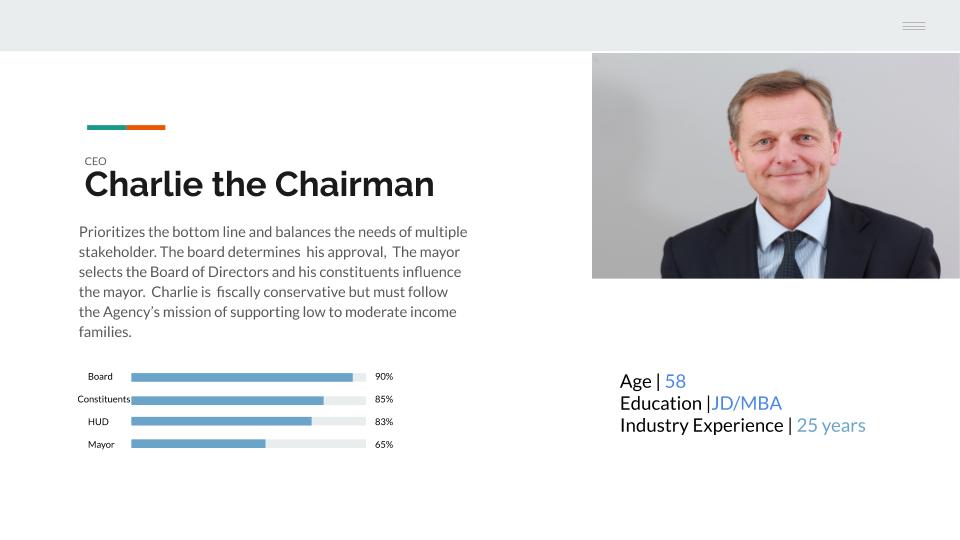 CEO
Charlie the Chairman
Prioritizes the bottom line and balances the needs of multiple
stakeholder. The board determines  his approval,  The mayor
selects the Board of Directors and his constituents influence
the mayor.  Charlie is  fiscally conservative but must follow
the Agency’s mission of supporting low to moderate income
families.
Board 90%
Constituents 85%
HUD 83%
Mayor 65%
Age | 58
Education |JD/MBA
Industry Experience | 25 years